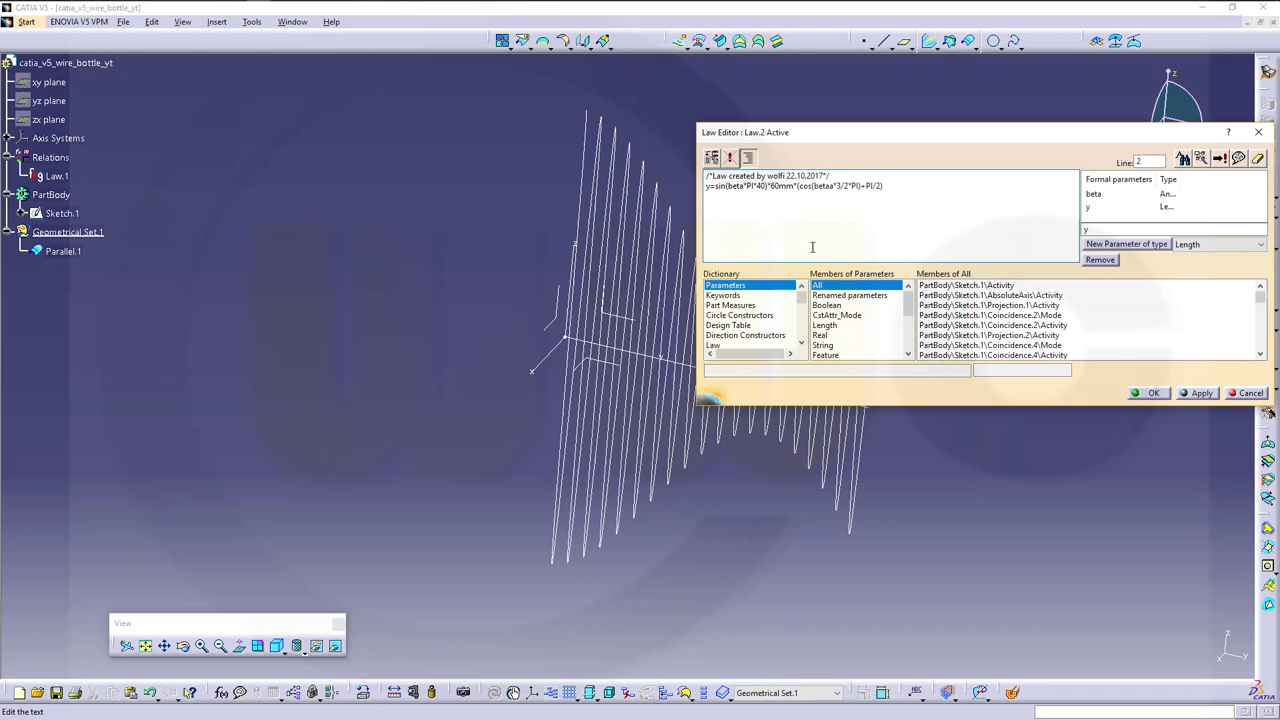 CATIA V5 - catia_v5_wire_bottle_yt
Start ENOVIA V5 VPM File Edit View Insert Tools Window Help
catia_v5_wire_bottle_yt
xy plane
yz plane
zx plane
Axis Systems
Relations
Law.1
PartBody
Sketch.1
Geometrical Set.1
Parallel.1
z
x
y
z
Law Editor : Law.2 Active
Line: 2
/*Law created by wolfi 22.10.2017*/
y=sin(beta*PI*40)*60mm*(cos(betaa*3/2*PI)+PI/2)
Formal parameters Type
beta An...
y Le...
y
New Parameter of type Length
Remove
Dictionary Members of Parameters Members of All
Parameters All PartBody\Sketch.1\Activity
Keywords Renamed parameters PartBody\Sketch.1\AbsoluteAxis\Activity
Part Measures Boolean PartBody\Sketch.1\Projection.1\Activity
Circle Constructors CstAttr_Mode PartBody\Sketch.1\Coincidence.2\Mode
Design Table Length PartBody\Sketch.1\Coincidence.2\Activity
Direction Constructors Real PartBody\Sketch.1\Projection.2\Activity
Law String PartBody\Sketch.1\Coincidence.4\Mode
Feature PartBody\Sketch.1\Coincidence.4\Activity
OK Apply Cancel
View
z
x y
Geometrical Set.1
Edit the text
CATIA